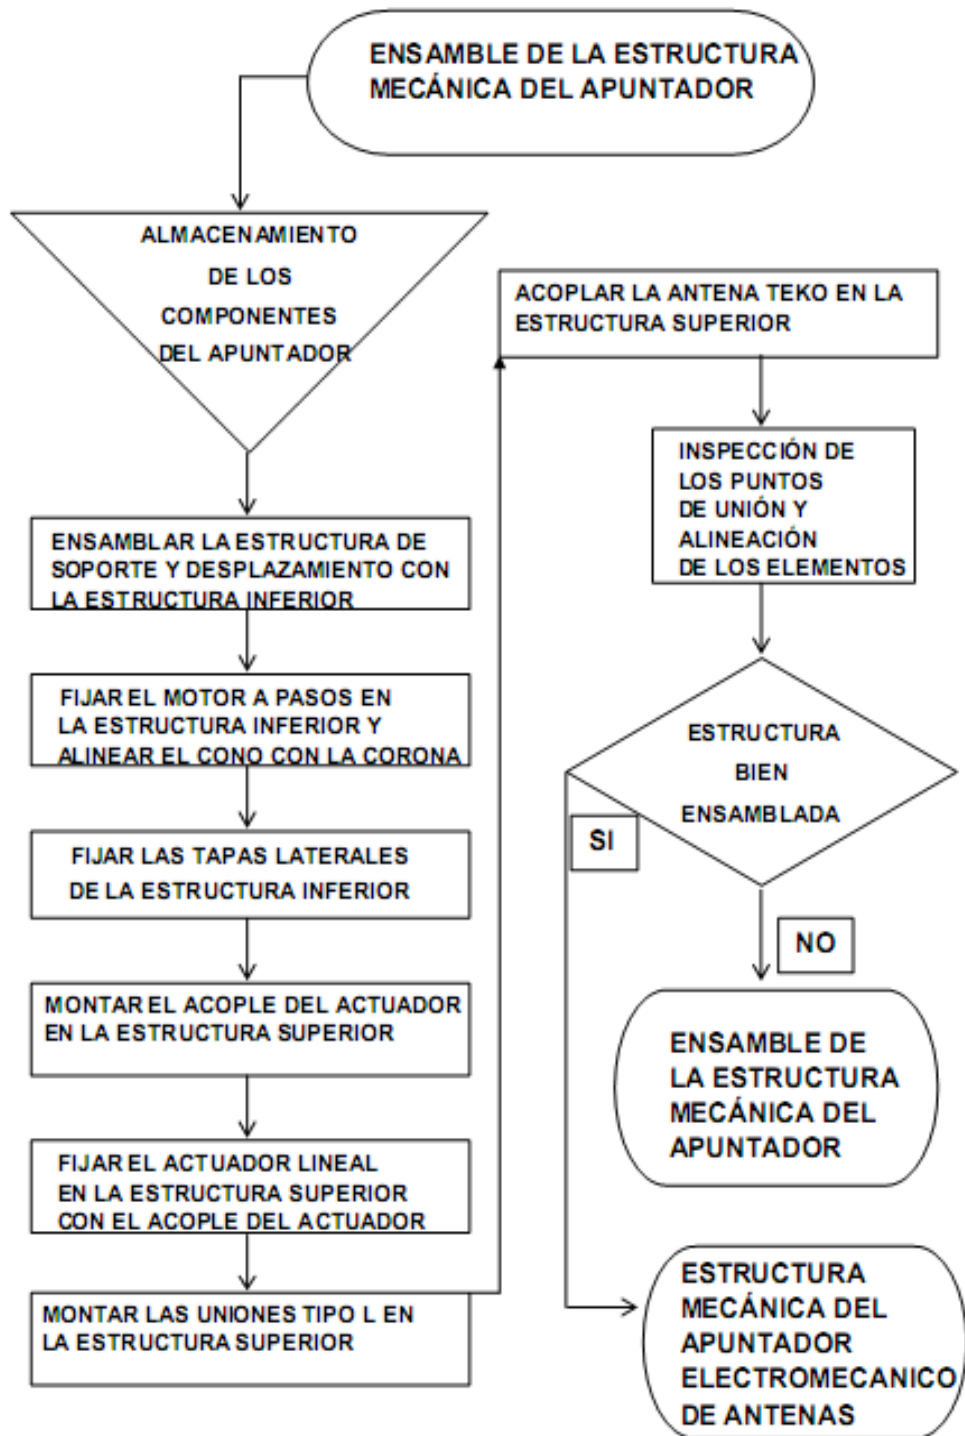 ENSAMBLE DE LA ESTRUCTURA
MECÁNICA DEL APUNTADOR
ALMACENAMIENTO
DE LOS
COMPONENTES
DEL APUNTADOR
ENSAMBLAR LA ESTRUCTURA DE
SOPORTE Y DESPLAZAMIENTO CON
LA ESTRUCTURA INFERIOR
FIJAR EL MOTOR A PASOS EN
LA ESTRUCTURA INFERIOR Y
ALINEAR EL CONO CON LA CORONA
FIJAR LAS TAPAS LATERALES
DE LA ESTRUCTURA INFERIOR
MONTAR EL ACOPLE DEL ACTUADOR
EN LA ESTRUCTURA SUPERIOR
FIJAR EL ACTUADOR LINEAL
EN LA ESTRUCTURA SUPERIOR
CON EL ACOPLE DEL ACTUADOR
MONTAR LAS UNIONES TIPO L EN
LA ESTRUCTURA SUPERIOR
ACOPLAR LA ANTENA TEKO EN LA
ESTRUCTURA SUPERIOR
INSPECCIÓN DE
LOS PUNTOS
DE UNIÓN Y
ALINEACIÓN
DE LOS ELEMENTOS
ESTRUCTURA
BIEN
ENSAMBLADA
SI
NO
ENSAMBLE DE
LA ESTRUCTURA
MECÁNICA DEL
APUNTADOR
ESTRUCTURA
MECÁNICA DEL
APUNTADOR
ELECTROMECANICO
DE ANTENAS